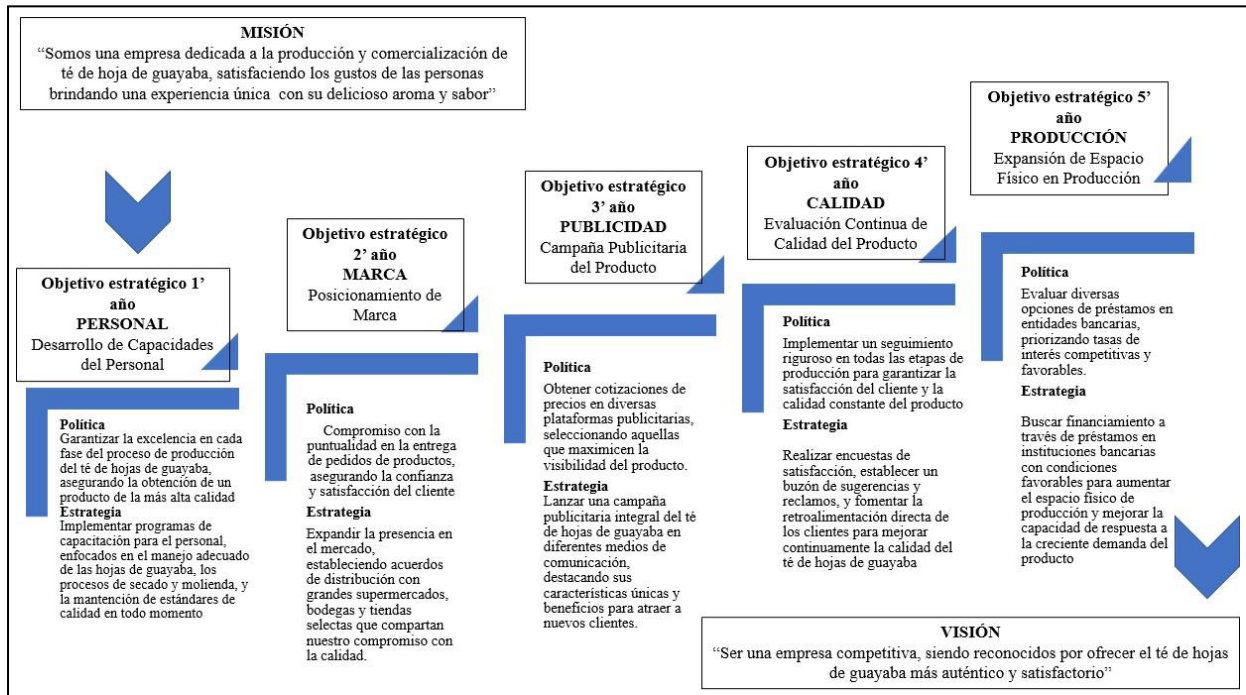 MISIÓN
“Somos una empresa dedicada a la producción y comercialización de
té de hoja de guayaba, satisfaciendo los gustos de las personas
brindando una experiencia única con su delicioso aroma y sabor”
Objetivo estratégico 1’
año
PERSONAL
Desarrollo de Capacidades
del Personal
Política
Garantizar la excelencia en cada
fase del proceso de producción
del té de hojas de guayaba,
asegurando la obtención de un
producto de la más alta calidad
Estrategia
Implementar programas de
capacitación para el personal,
enfocados en el manejo adecuado
de las hojas de guayaba, los
procesos de secado y molienda, y
la mantención de estándares de
calidad en todo momento
Objetivo estratégico
2’ año
MARCA
Posicionamiento de
Marca
Política
Compromiso con la
puntualidad en la entrega
de pedidos de productos,
asegurando la confianza
y satisfacción del cliente
Estrategia
Expandir la presencia en
el mercado,
estableciendo acuerdos
de distribución con
grandes supermercados,
bodegas y tiendas
selectas que compartan
nuestro compromiso con
la calidad.
Objetivo estratégico
3’ año
PUBLICIDAD
Campaña Publicitaria
del Producto
Política
Obtener cotizaciones de
precios en diversas
plataformas publicitarias,
seleccionando aquellas
que maximicen la
visibilidad del producto.
Estrategia
Lanzar una campaña
publicitaria integral del té
de hojas de guayaba en
diferentes medios de
comunicación,
destacando sus
características únicas y
beneficios para atraer a
nuevos clientes.
Objetivo estratégico 4’
año
CALIDAD
Evaluación Continua de
Calidad del Producto
Política
Implementar un seguimiento
riguroso en todas las etapas de
producción para garantizar la
satisfacción del cliente y la
calidad constante del producto
Estrategia
Realizar encuestas de
satisfacción, establecer un
buzón de sugerencias y
reclamos, y fomentar la
retroalimentación directa de
los clientes para mejorar
continuamente la calidad del
té de hojas de guayaba
Objetivo estratégico 5’
año
PRODUCCIÓN
Expansión de Espacio
Físico en Producción
Política
Evaluar diversas
opciones de préstamos en
entidades bancarias,
priorizando tasas de
interés competitivas y
favorables.
Estrategia
Buscar financiamiento a
través de préstamos en
instituciones bancarias
con condiciones
favorables para aumentar
el espacio físico de
producción y mejorar la
capacidad de respuesta a
la creciente demanda del
producto
VISIÓN
“Ser una empresa competitiva, siendo reconocidos por ofrecer el té de hojas
de guayaba más auténtico y satisfactorio”